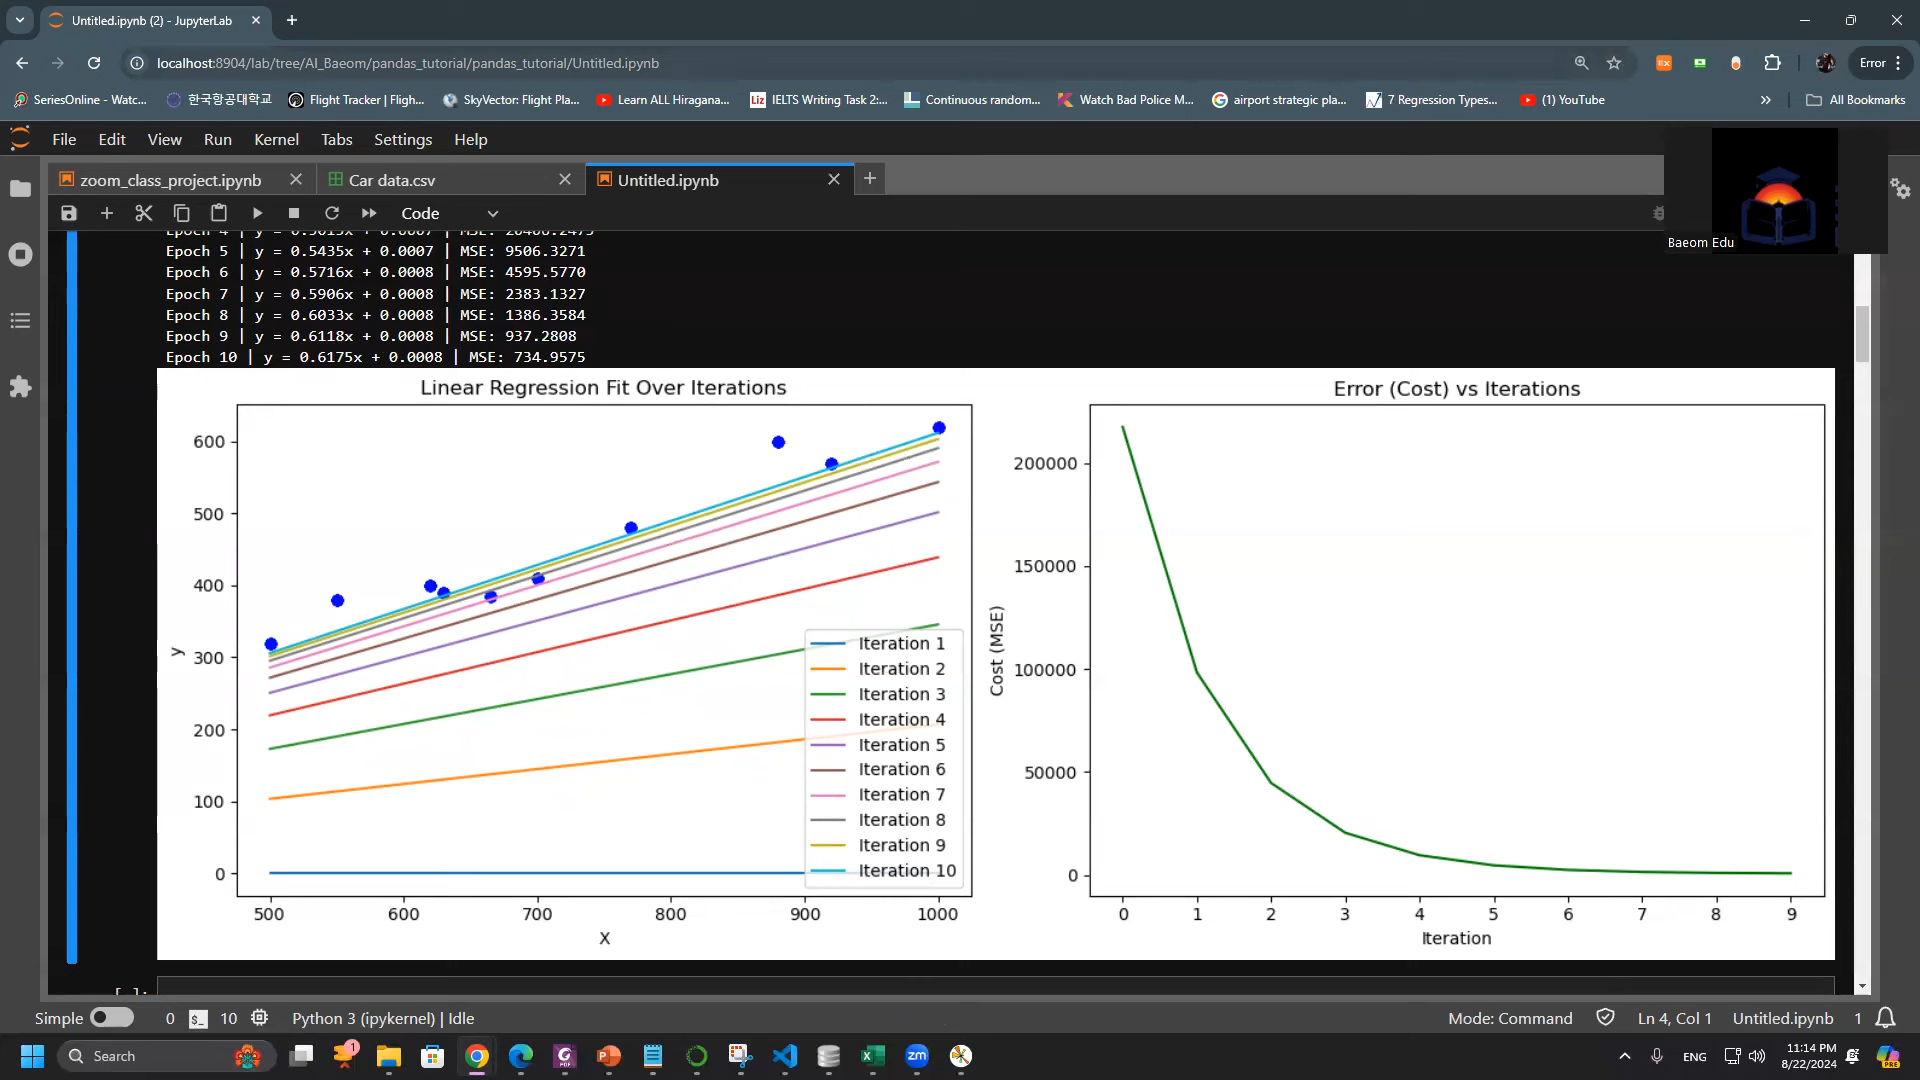 Untitled.ipynb (2) - JupyterLab
localhost:8904/lab/tree/AI_Baeom/pandas_tutorial/pandas_tutorial/Untitled.ipynb
Error
SeriesOnline - Watc...
한국항공대학교
Flight Tracker | Fligh...
SkyVector: Flight Pla...
Learn ALL Hiragana...
Liz
IELTS Writing Task 2:...
Continuous random...
Watch Bad Police M...
airport strategic pla...
7 Regression Types...
(1) YouTube
»
All Bookmarks
File
Edit
View
Run
Kernel
Tabs
Settings
Help
zoom_class_project.ipynb
Car data.csv
Untitled.ipynb
Code
Baeom Edu
Epoch 5 | y = 0.5435x + 0.0007 | MSE: 9506.3271
Epoch 6 | y = 0.5716x + 0.0008 | MSE: 4595.5770
Epoch 7 | y = 0.5906x + 0.0008 | MSE: 2383.1327
Epoch 8 | y = 0.6033x + 0.0008 | MSE: 1386.3584
Epoch 9 | y = 0.6118x + 0.0008 | MSE: 937.2808
Epoch 10 | y = 0.6175x + 0.0008 | MSE: 734.9575
Linear Regression Fit Over Iterations
600
500
400
300
200
100
0
y
500
600
700
800
900
1000
X
Iteration 1
Iteration 2
Iteration 3
Iteration 4
Iteration 5
Iteration 6
Iteration 7
Iteration 8
Iteration 9
Iteration 10
Error (Cost) vs Iterations
200000
150000
100000
50000
0
Cost (MSE)
0
1
2
3
4
5
6
7
8
9
Iteration
[ ]:
Simple
0
10
Python 3 (ipykernel) | Idle
Mode: Command
Ln 4, Col 1
Untitled.ipynb
1
Search
1
zm
ENG
11:14 PM
8/22/2024
PRE